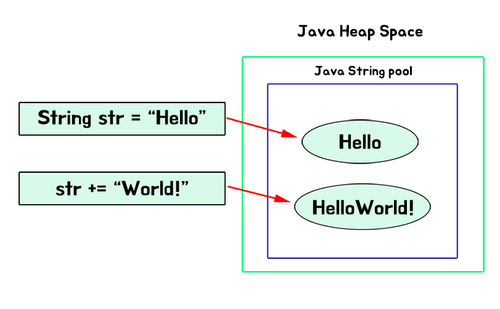 Java Heap Space
Java String pool
String str = “Hello”
Hello
str += “World!”
HelloWorld!